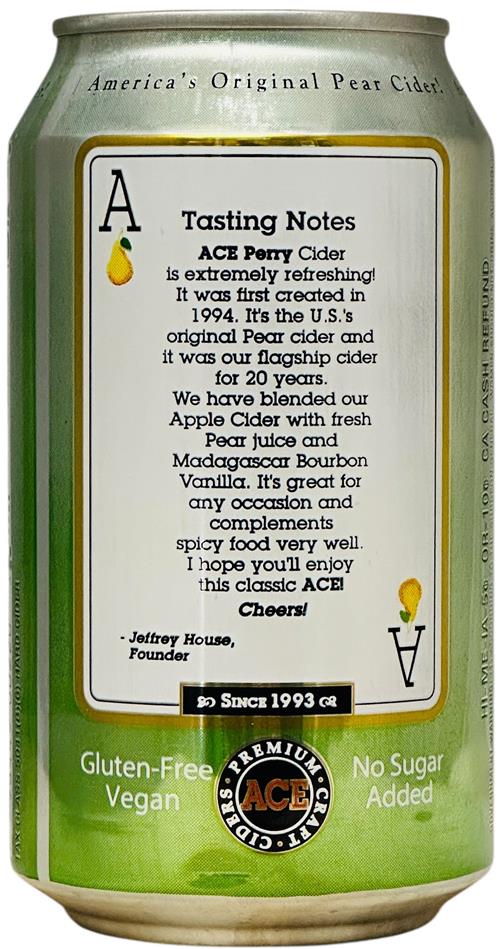 America's Original Pear Cider!
A
Tasting Notes
ACE Perry Cider
is extremely refreshing!
It was first created in
1994. It's the U.S.'s
original Pear cider and
it was our flagship cider
for 20 years.
We have blended our
Apple Cider with fresh
Pear juice and
Madagascar Bourbon
Vanilla. It's great for
any occasion and
complements
spicy food very well.
I hope you'll enjoy
this classic ACE!
Cheers!
- Jeffrey House,
Founder
A
SINCE 1993
Gluten-Free
Vegan
PREMIUM CRAFT CIDERS
ACE
No Sugar
Added
HI-ME-IA-5¢ OR-10¢ CA CASH REFUND